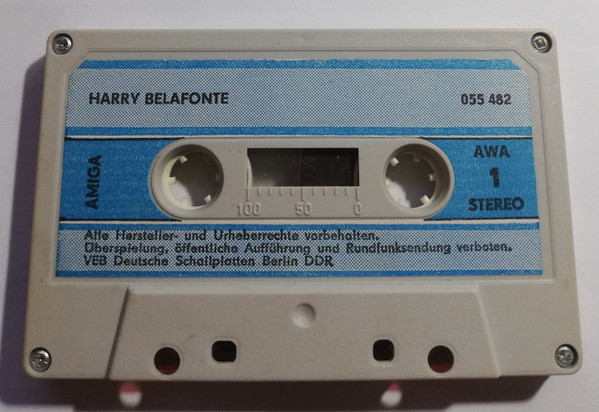 HARRY BELAFONTE
055 482
AMIGA
AWA
1
STEREO
100 50 0
Alle Hersteller- und Urheberrechte vorbehalten.
Überspielung, öffentliche Aufführung und Rundfunksendung verboten.
VEB Deutsche Schallplatten Berlin DDR